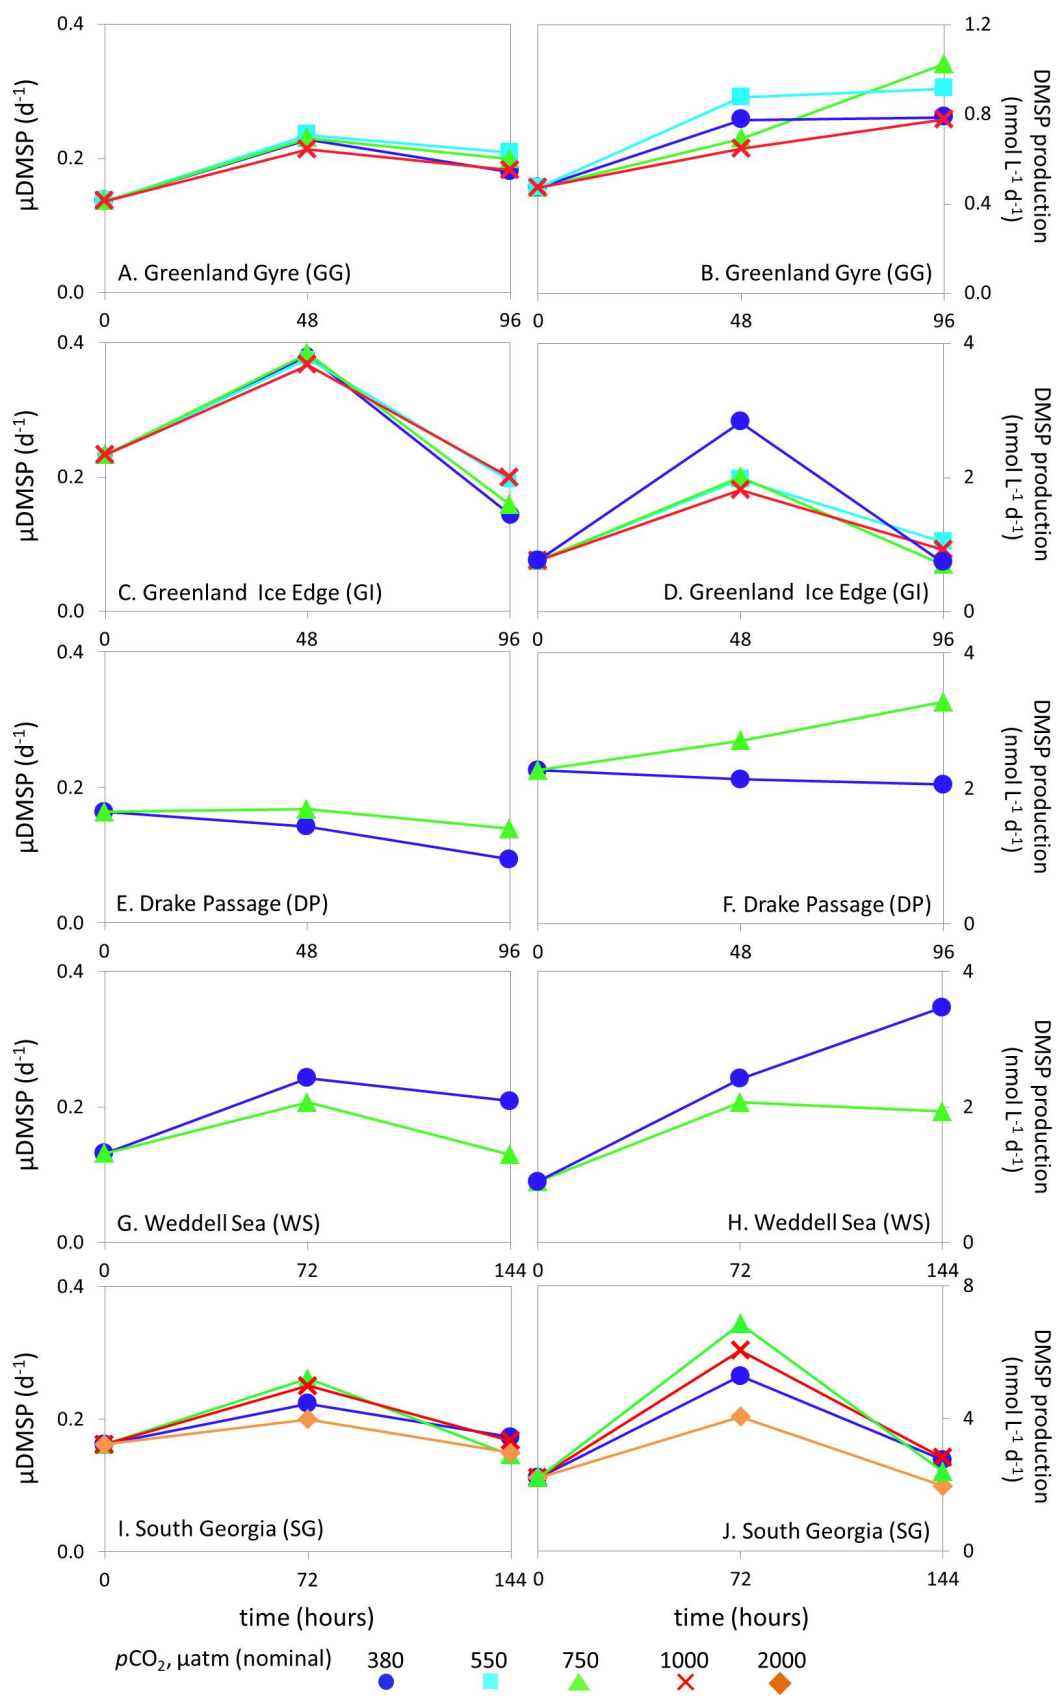 0.4
0.2
0.0
µDMSP (d-1)
A. Greenland Gyre (GG)
0 48 96
1.2
0.8
0.4
0.0
DMSP production
(nmol L-1 d-1)
B. Greenland Gyre (GG)
0 48 96
0.4
0.2
0.0
µDMSP (d-1)
C. Greenland Ice Edge (GI)
0 48 96
4
2
0
DMSP production
(nmol L-1 d-1)
D. Greenland Ice Edge (GI)
0 48 96
0.4
0.2
0.0
µDMSP (d-1)
E. Drake Passage (DP)
0 48 96
4
2
0
DMSP production
(nmol L-1 d-1)
F. Drake Passage (DP)
0 48 96
0.4
0.2
0.0
µDMSP (d-1)
G. Weddell Sea (WS)
0 72 144
4
2
0
DMSP production
(nmol L-1 d-1)
H. Weddell Sea (WS)
0 72 144
0.4
0.2
0.0
µDMSP (d-1)
I. South Georgia (SG)
0 72 144
8
4
0
DMSP production
(nmol L-1 d-1)
J. South Georgia (SG)
0 72 144
time (hours) time (hours)
pCO2, µatm (nominal) 380 550 750 1000 2000